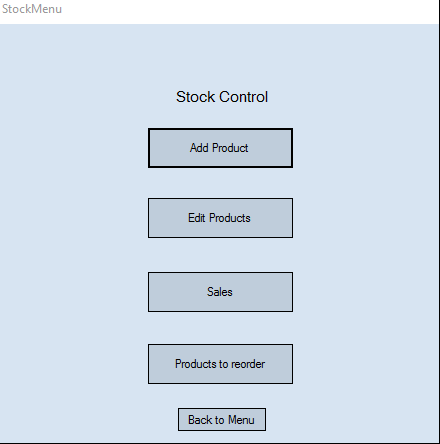 StockMenu
Stock Control
Add Product
Edit Products
Sales
Products to reorder
Back to Menu